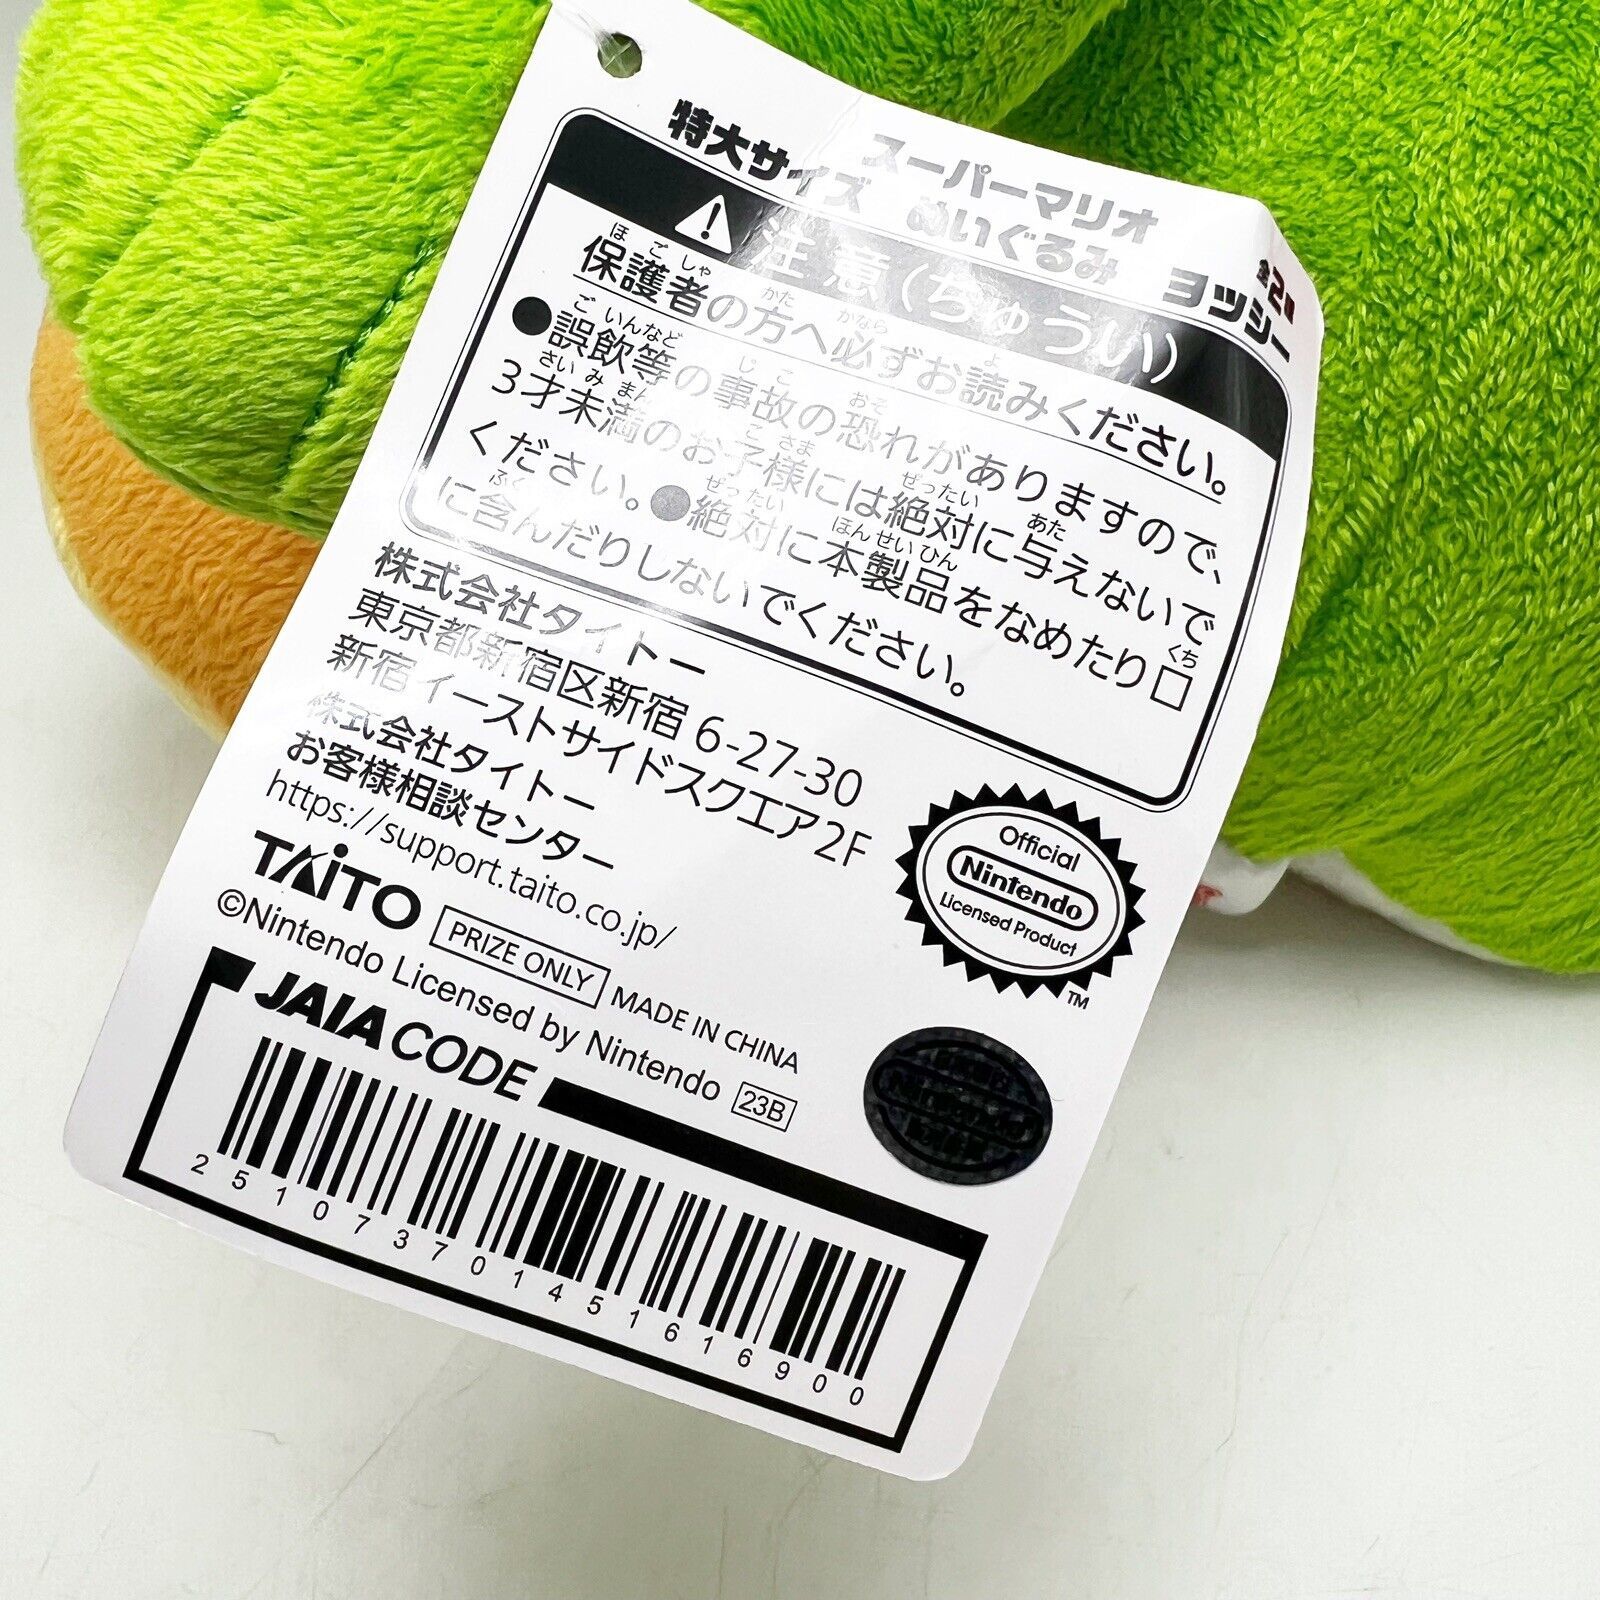 スーパーマリオ
特大サイズ ぬいぐるみ ヨッシー
全2種
注意(ちゅうい)
保護者の方へ必ずお読みください。
●誤飲等の事故の恐れがありますので、
3才未満のお子様には絶対に与えないで
ください。●絶対に本製品をなめたり口
に含んだりしないでください。
株式会社タイトー
東京都新宿区新宿 6-27-30
新宿イーストサイドスクエア2F
株式会社タイトー
お客様相談センター
https://support.taito.co.jp/
TAiTO PRIZE ONLY MADE IN CHINA
©Nintendo Licensed by Nintendo 23B
Official
Nintendo
Licensed Product
TM
JAIA CODE
251073701451616900